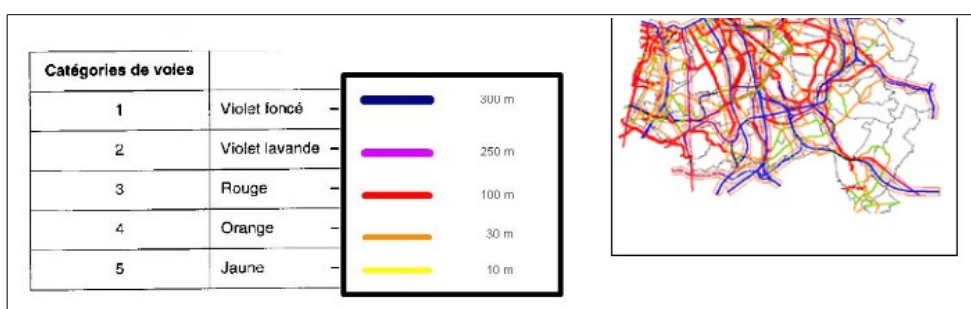 Catégories de voies
1 Violet foncé - 300 m
2 Violet lavande - 250 m
3 Rouge - 100 m
4 Orange - 30 m
5 Jaune - 10 m